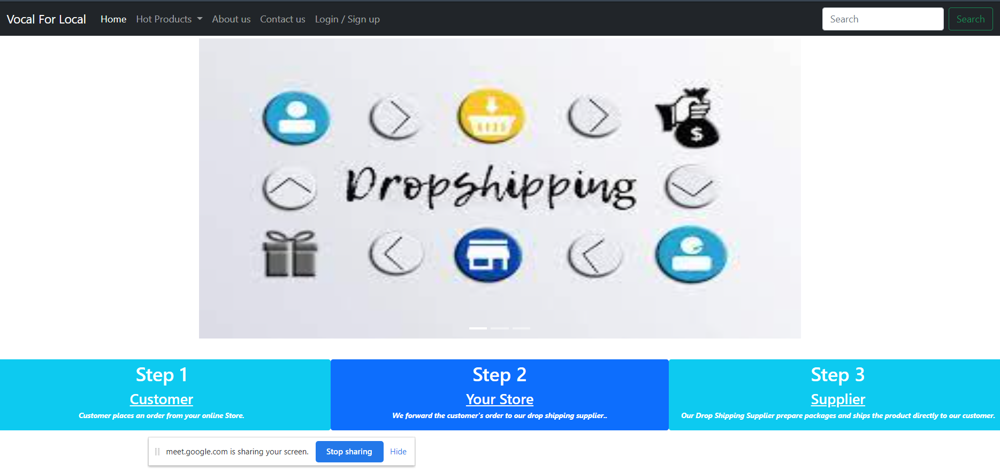 Vocal For Local Home Hot Products About us Contact us Login / Sign up Search Search
$
Dropshipping
Step 1
Customer
Customer places an order from your online Store.
Step 2
Your Store
We forward the customer's order to our drop shipping supplier..
Step 3
Supplier
Our Drop Shipping Supplier prepare packages and ships the product directly to our customer.
meet.google.com is sharing your screen. Stop sharing Hide